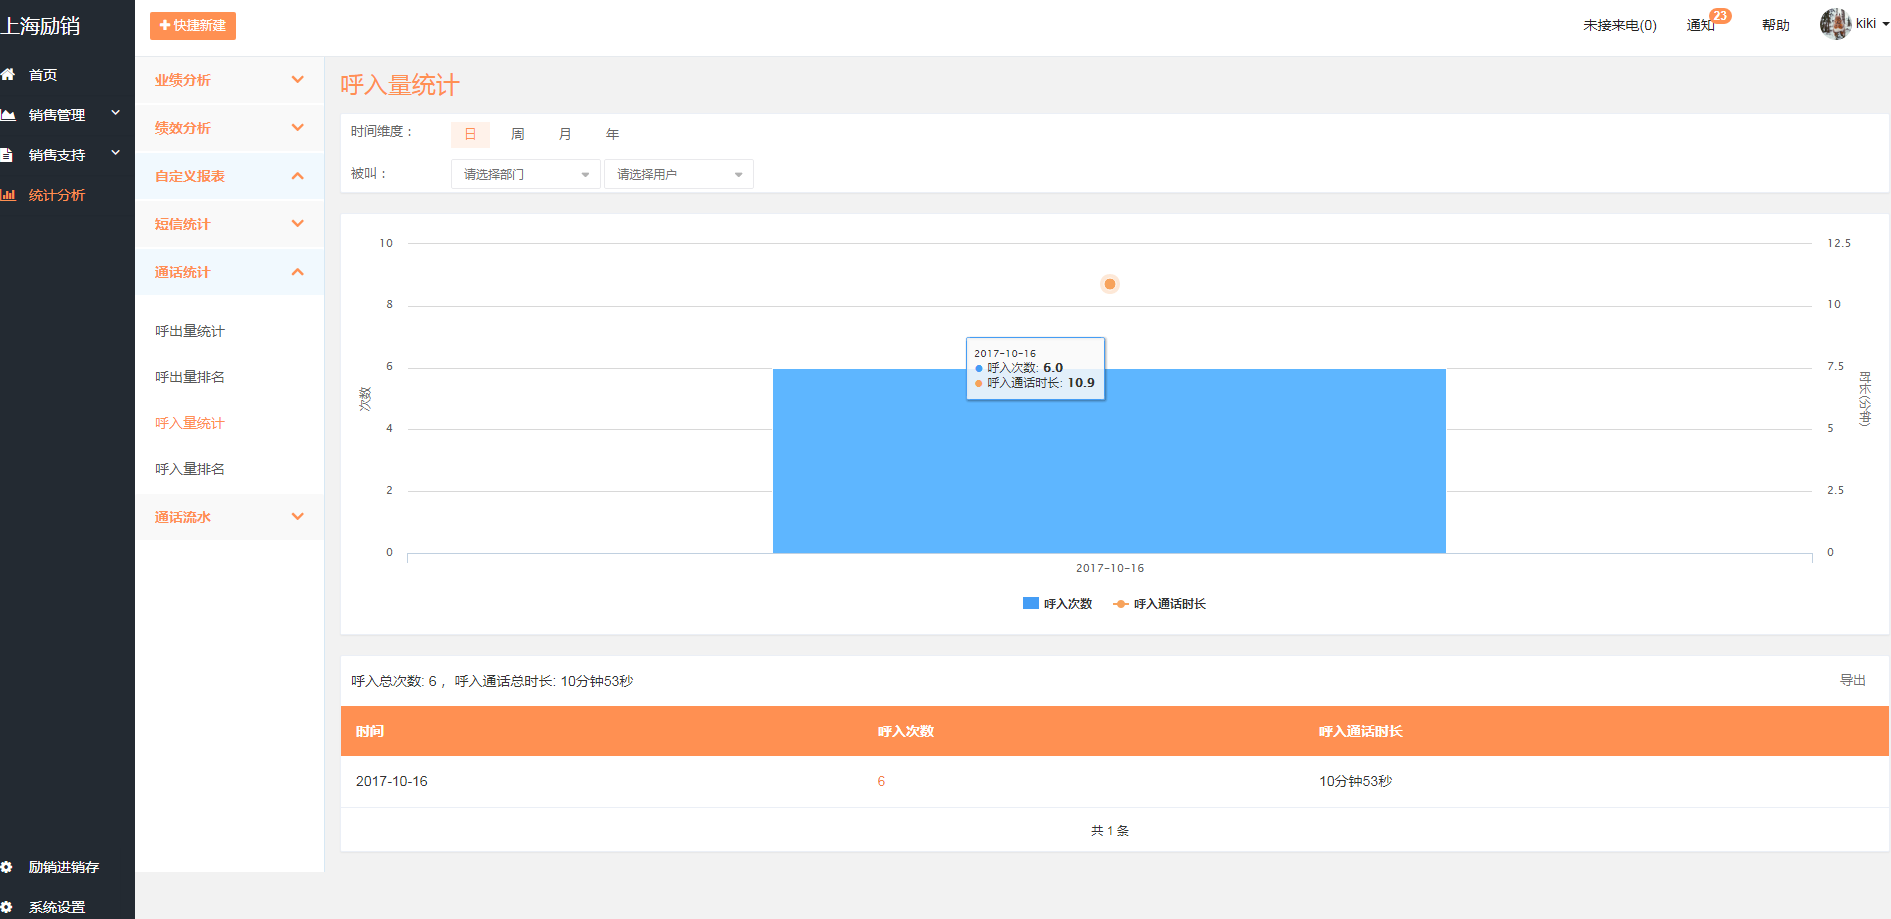 上海励销
首页
销售管理
销售支持
统计分析
励销进销存
系统设置
快捷新建
未接来电(0)
通知
23
帮助
kiki
业绩分析
绩效分析
自定义报表
短信统计
通话统计
呼出量统计
呼出量排名
呼入量统计
呼入量排名
通话流水
呼入量统计
时间维度：
日 周 月 年
被叫：
请选择部门
请选择用户
10
8
6
4
2
0
次数
12.5
10
7.5
5
2.5
0
时长(分钟)
2017-10-16
呼入次数: 6.0
呼入通话时长: 10.9
2017-10-16
呼入次数 呼入通话时长
呼入总次数: 6 ，呼入通话总时长: 10分钟53秒
导出
时间 呼入次数 呼入通话时长
2017-10-16 6 10分钟53秒
共 1 条